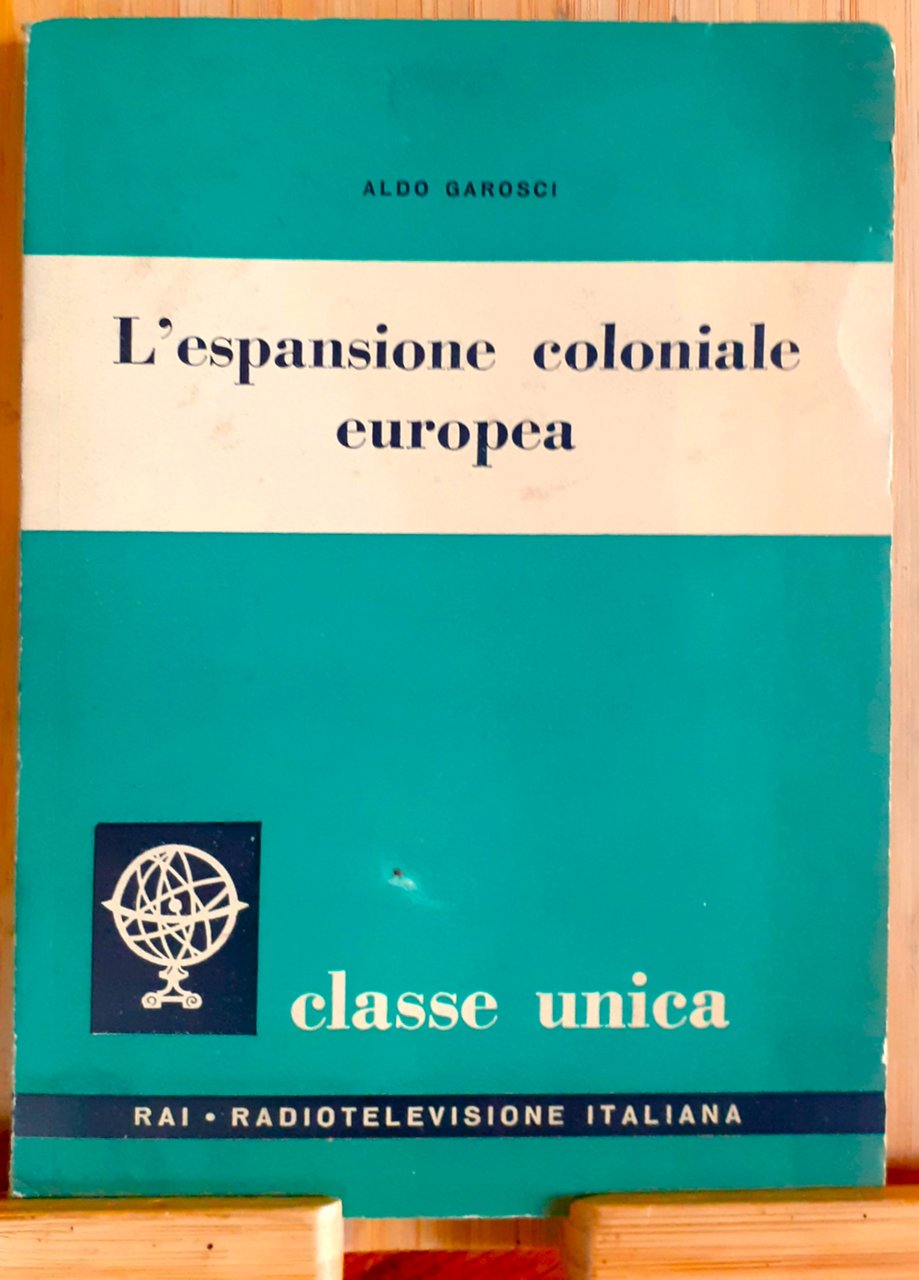 ALDO GAROSCI
L'espansione coloniale
europea
classe unica
RAI • RADIOTELEVISIONE ITALIANA